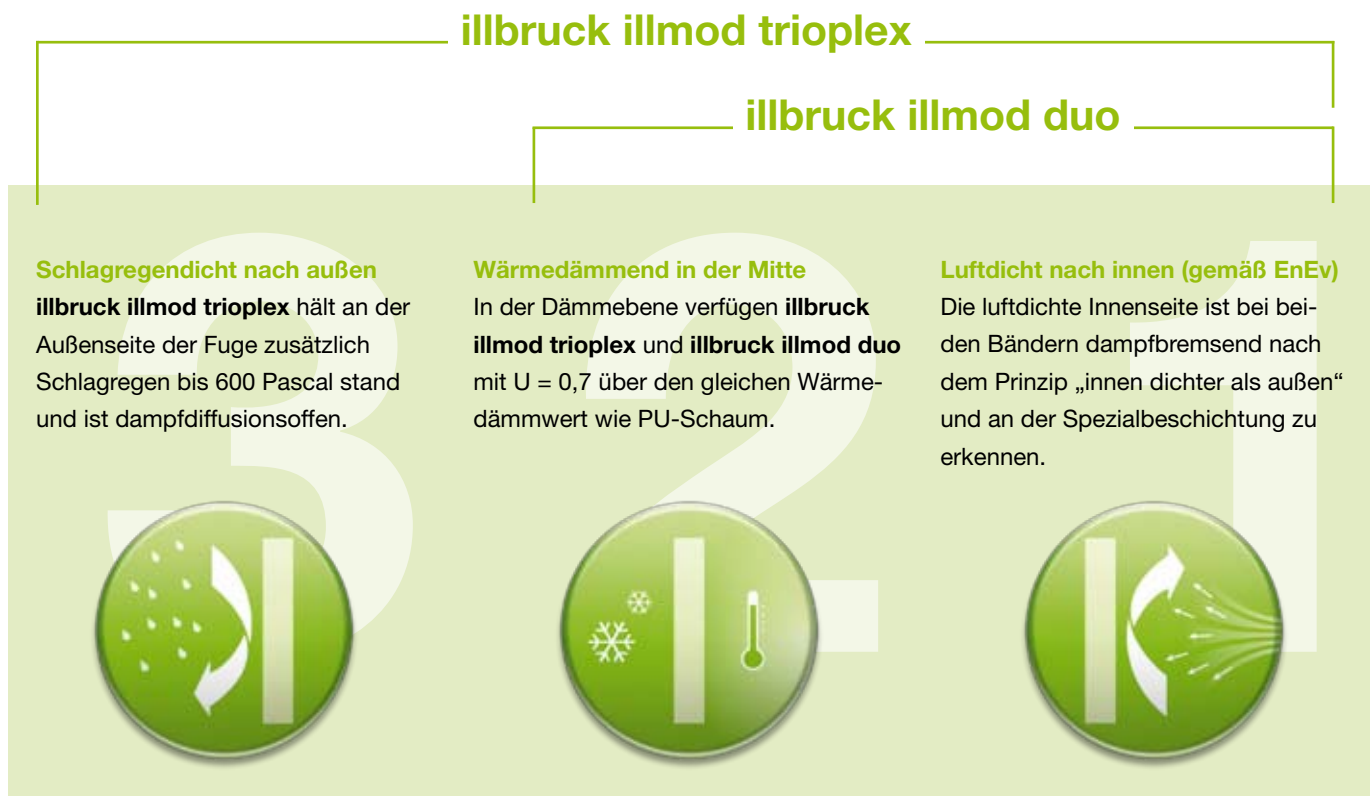 illbruck illmod trioplex
illbruck illmod duo
3
Schlagregendicht nach außen
illbruck illmod trioplex hält an der
Außenseite der Fuge zusätzlich
Schlagregen bis 600 Pascal stand
und ist dampfdiffusionsoffen.
2
Wärmedämmend in der Mitte
In der Dämmebene verfügen illbruck
illmod trioplex und illbruck illmod duo
mit U = 0,7 über den gleichen Wärme-
dämmwert wie PU-Schaum.
1
Luftdicht nach innen (gemäß EnEv)
Die luftdichte Innenseite ist bei bei-
den Bändern dampfbremsend nach
dem Prinzip „innen dichter als außen“
und an der Spezialbeschichtung zu
erkennen.